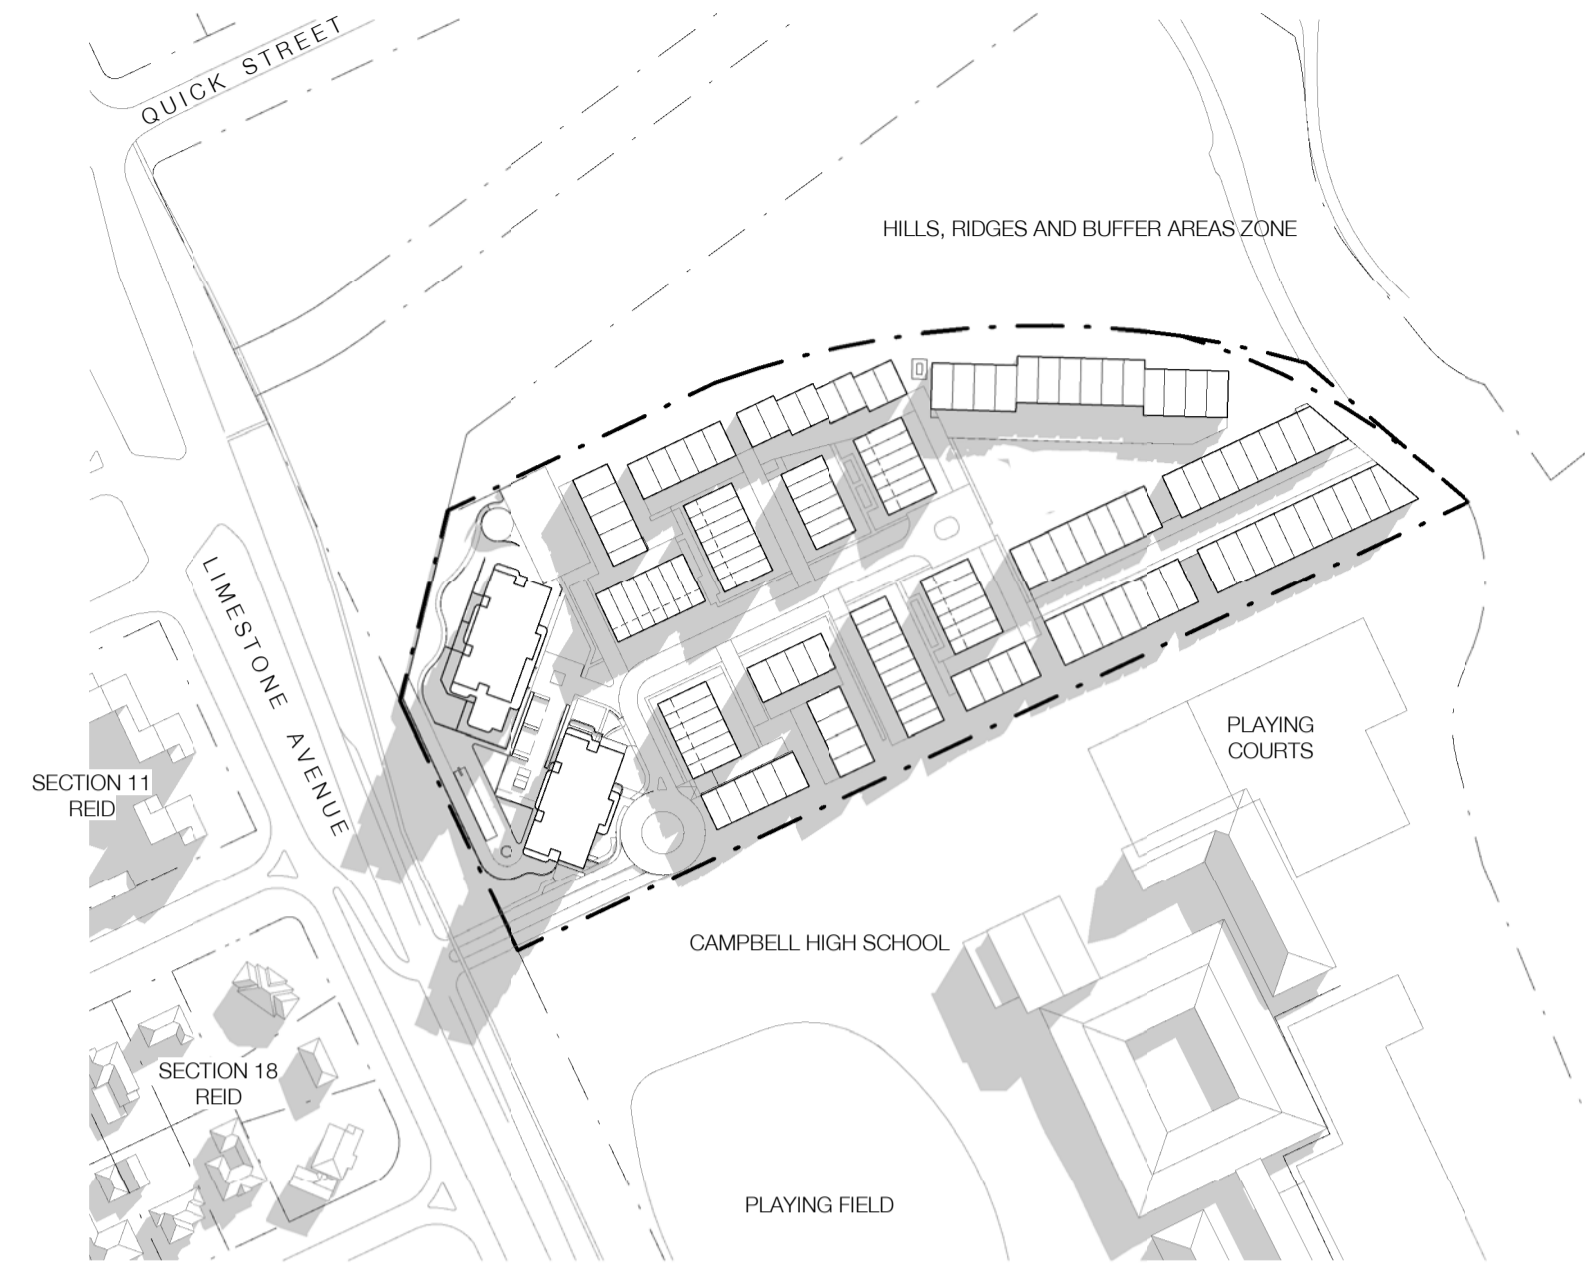 QUICK STREET
HILLS, RIDGES AND BUFFER AREAS ZONE
LIMESTONE AVENUE
PLAYING
COURTS
SECTION 11
REID
CAMPBELL HIGH SCHOOL
SECTION 18
REID
PLAYING FIELD